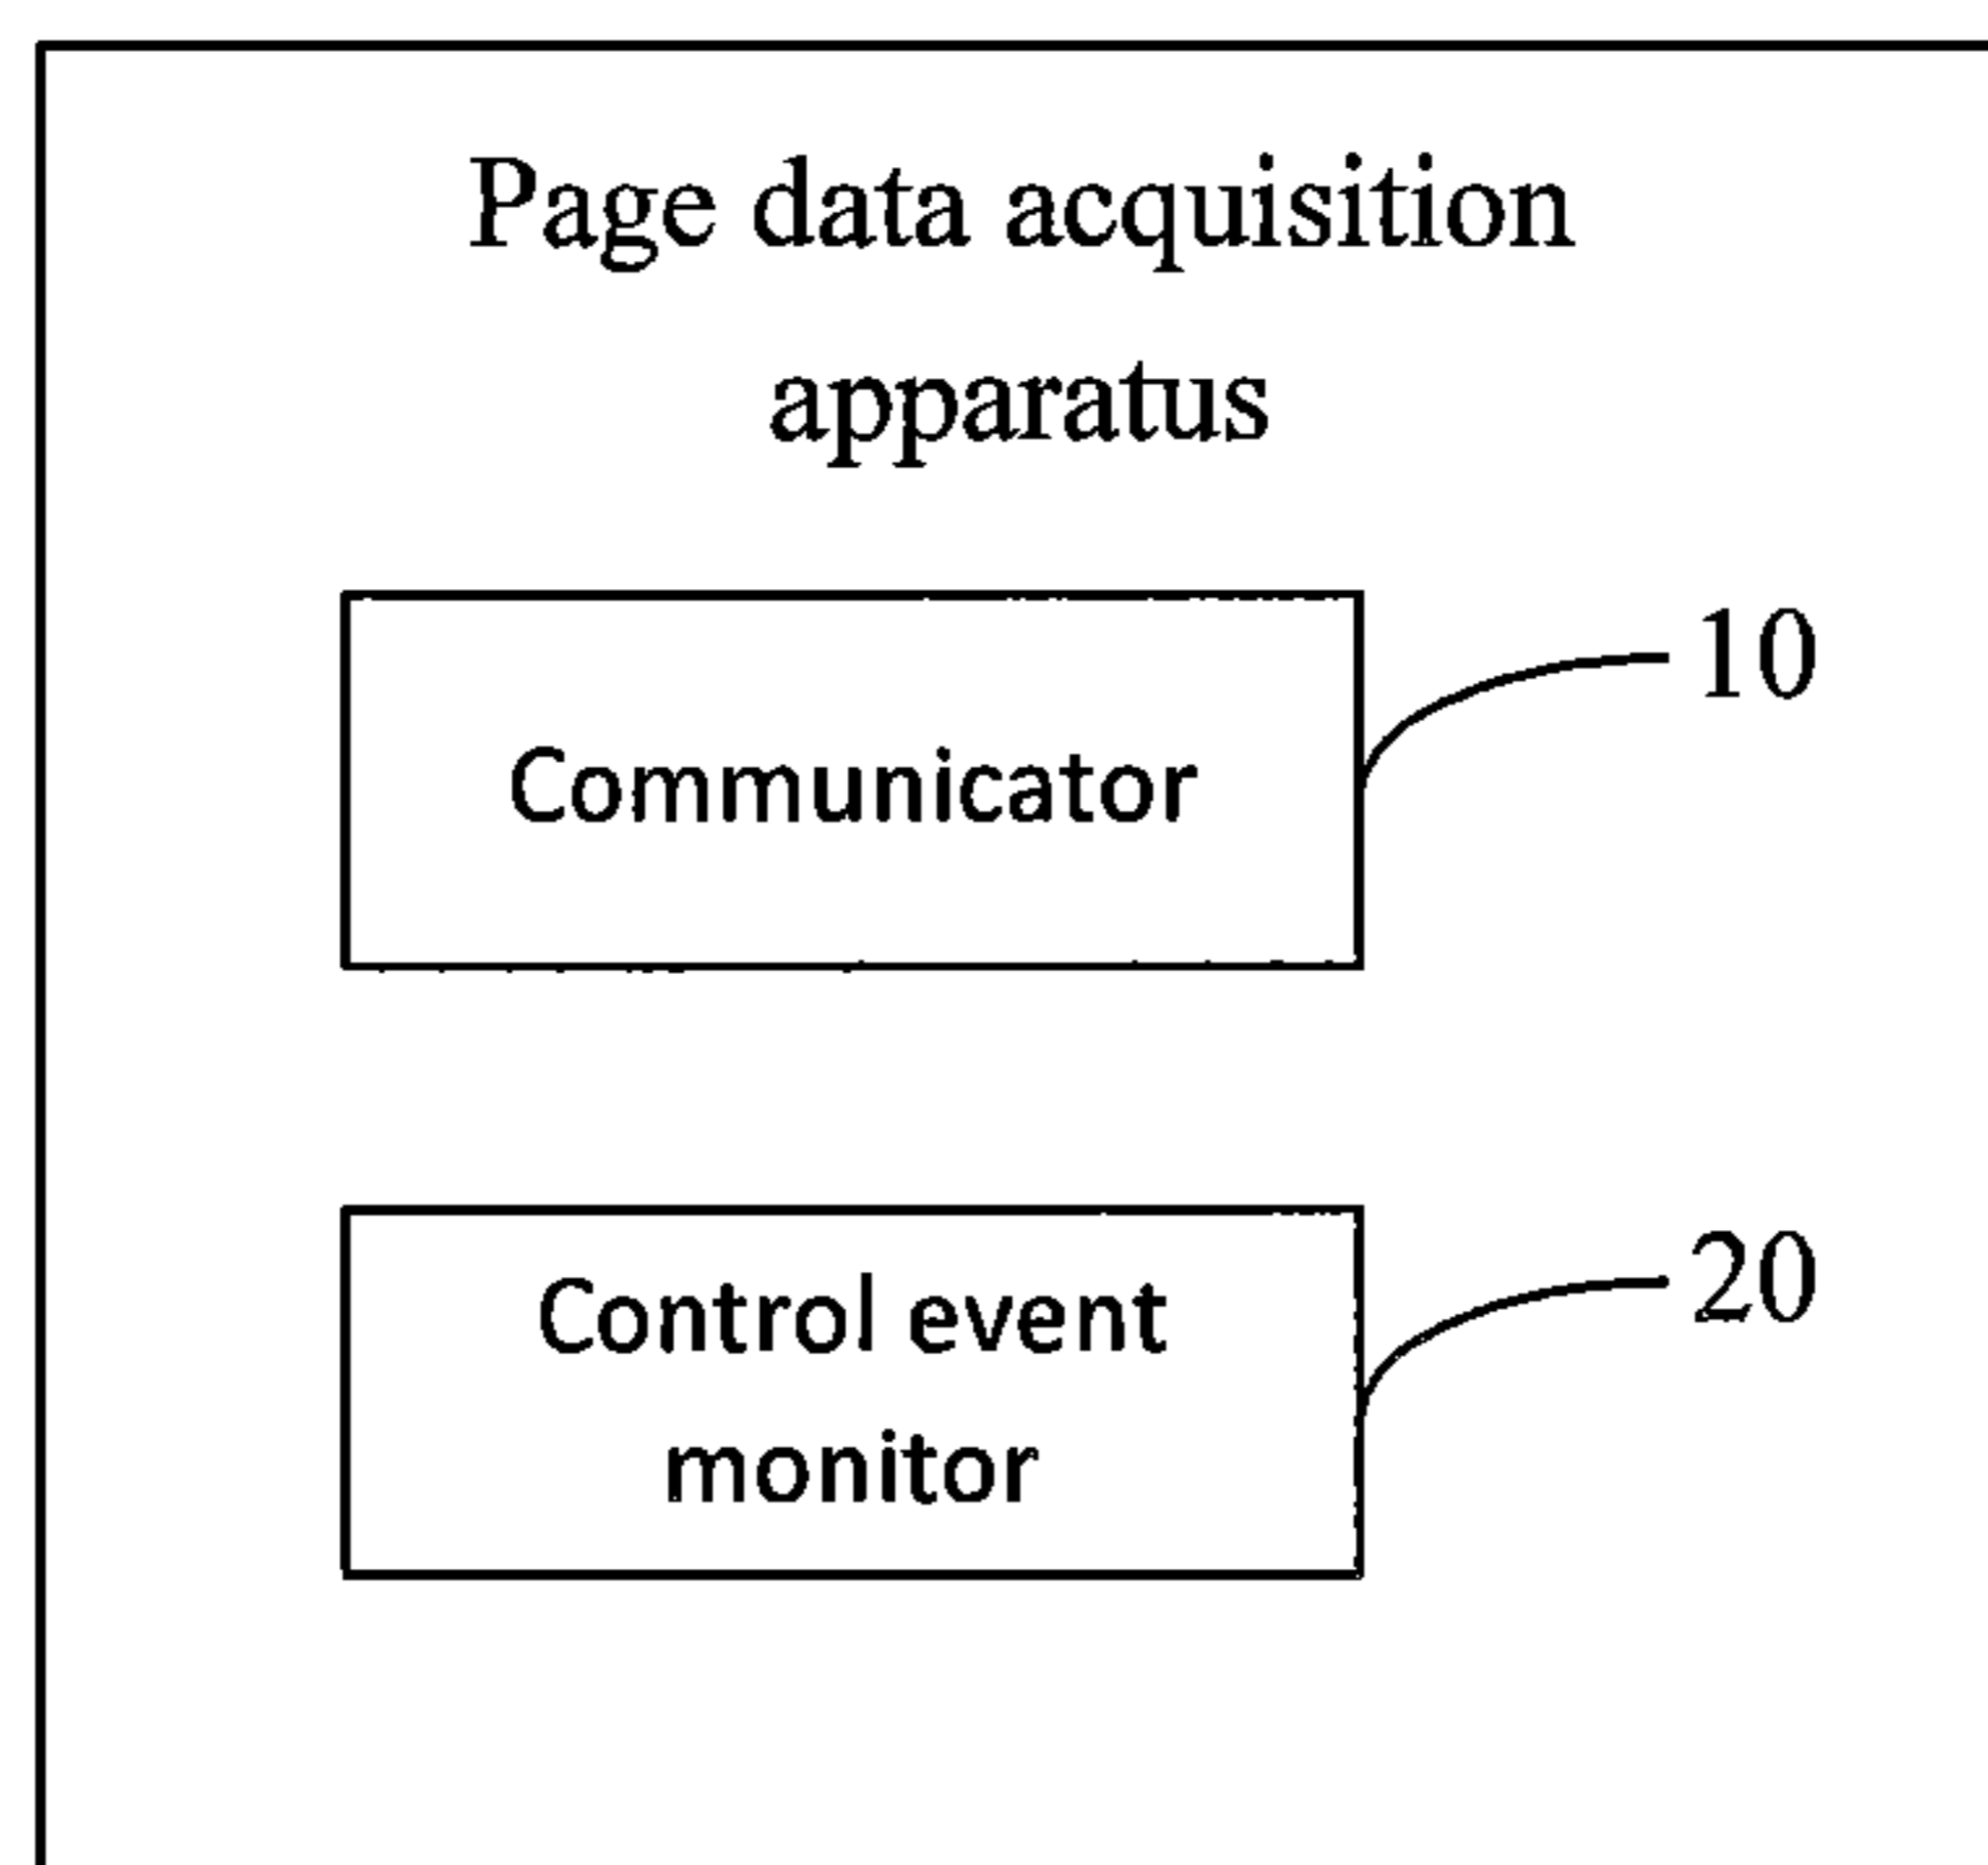 Page data acquisition
apparatus
10
Communicator
20
Control event
monitor